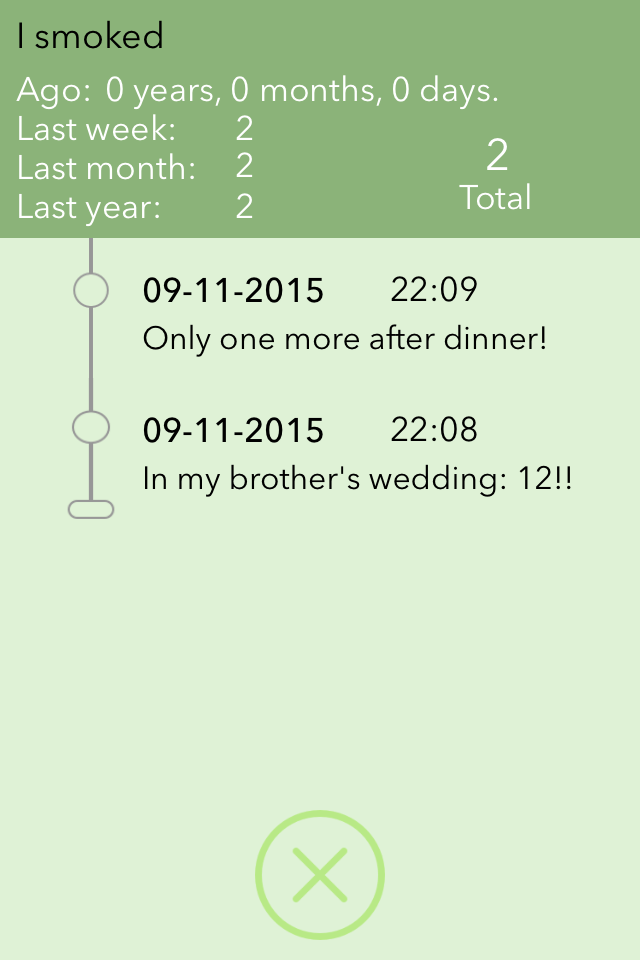 I smoked
Ago: 0 years, 0 months, 0 days.
Last week: 2
Last month: 2
Last year: 2
2
Total
09-11-2015 22:09
Only one more after dinner!
09-11-2015 22:08
In my brother's wedding: 12!!